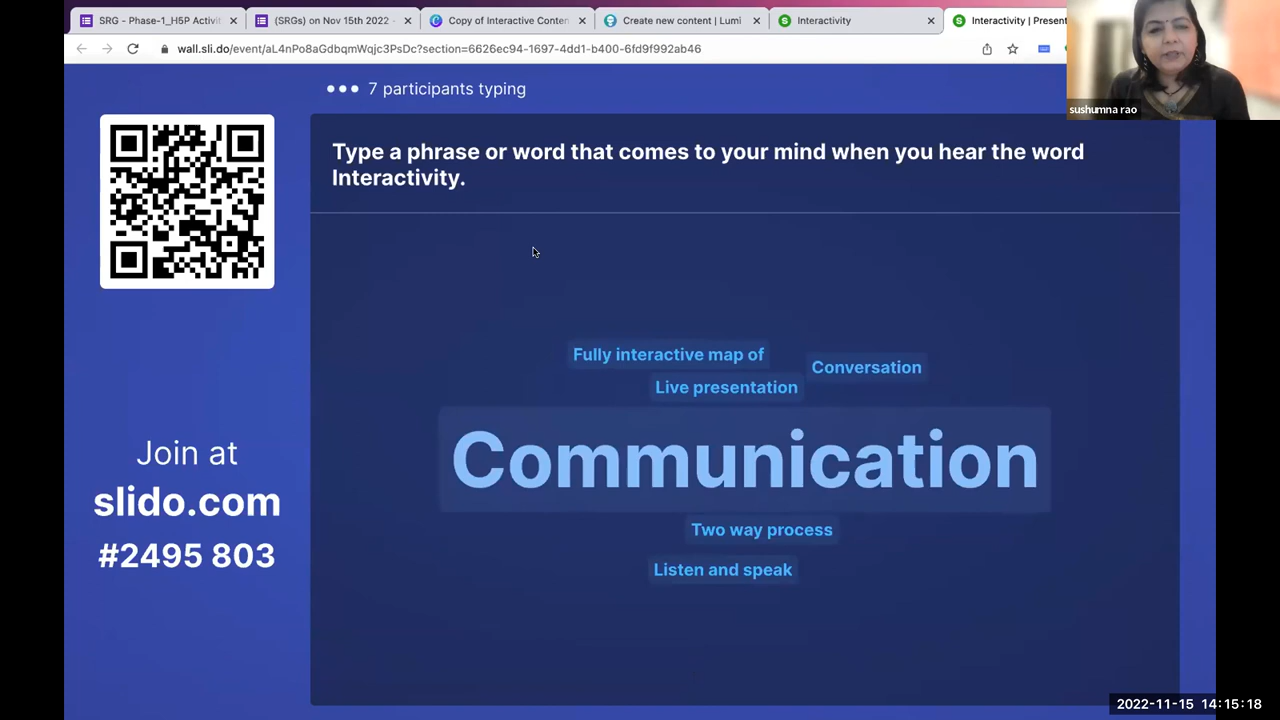 SRG - Phase-1_H5P Activi
(SRGs) on Nov 15th 2022 -
Copy of Interactive Conten
Create new content | Lumi
Interactivity
Interactivity | Present
wall.sli.do/event/aL4nPo8aGdbqmWqjc3PsDc?section=6626ec94-1697-4dd1-b400-6fd9f992ab46
sushumna rao
7 participants typing
Type a phrase or word that comes to your mind when you hear the word
Interactivity.
Fully interactive map of
Conversation
Live presentation
Communication
Two way process
Listen and speak
Join at
slido.com
#2495 803
2022-11-15 14:15:18